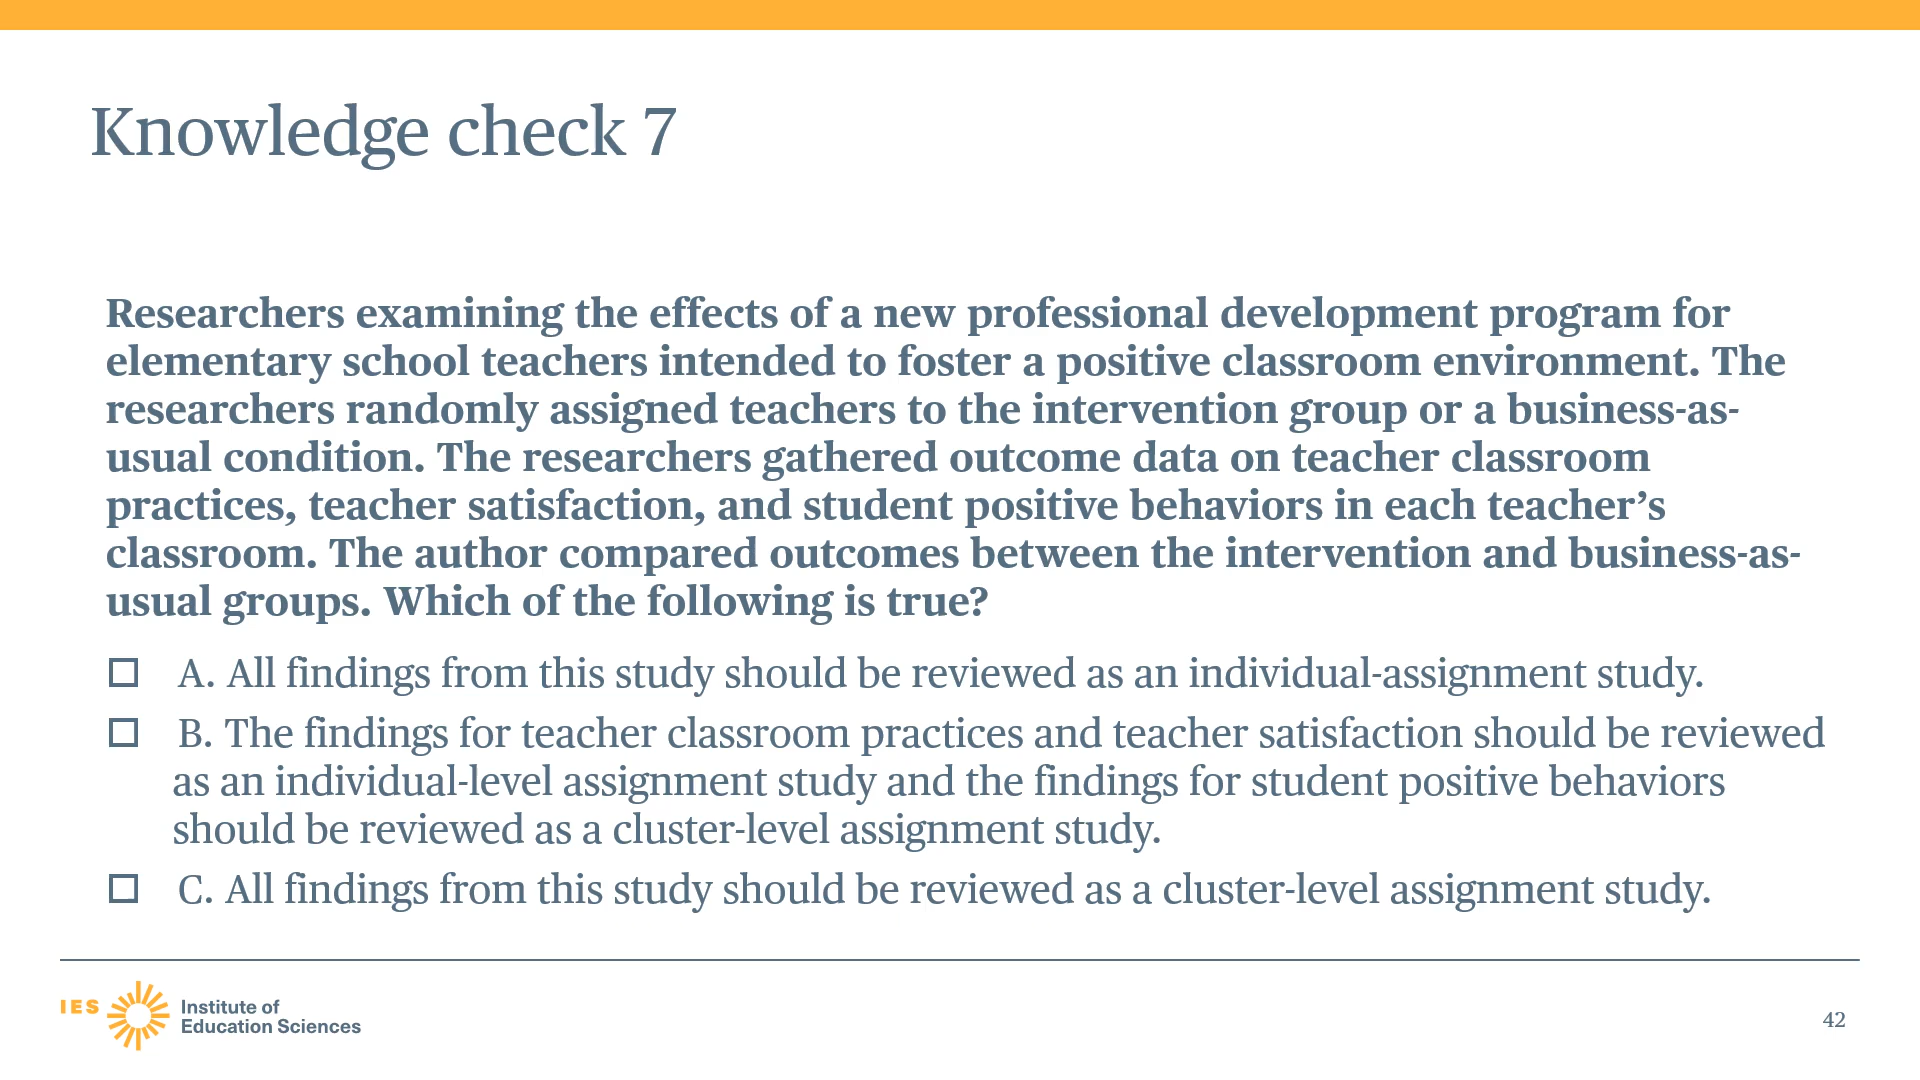 Knowledge check 7
Researchers examining the effects of a new professional development program for
elementary school teachers intended to foster a positive classroom environment. The
researchers randomly assigned teachers to the intervention group or a business-as-
usual condition. The researchers gathered outcome data on teacher classroom
practices, teacher satisfaction, and student positive behaviors in each teacher’s
classroom. The author compared outcomes between the intervention and business-as-
usual groups. Which of the following is true?
A. All findings from this study should be reviewed as an individual-assignment study.
B. The findings for teacher classroom practices and teacher satisfaction should be reviewed
as an individual-level assignment study and the findings for student positive behaviors
should be reviewed as a cluster-level assignment study.
C. All findings from this study should be reviewed as a cluster-level assignment study.
IES
Institute of
Education Sciences
42